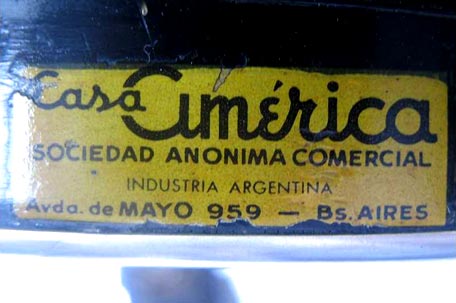 Casa América
SOCIEDAD ANONIMA COMERCIAL
INDUSTRIA ARGENTINA
Avda. de MAYO 959 — Bs. AIRES